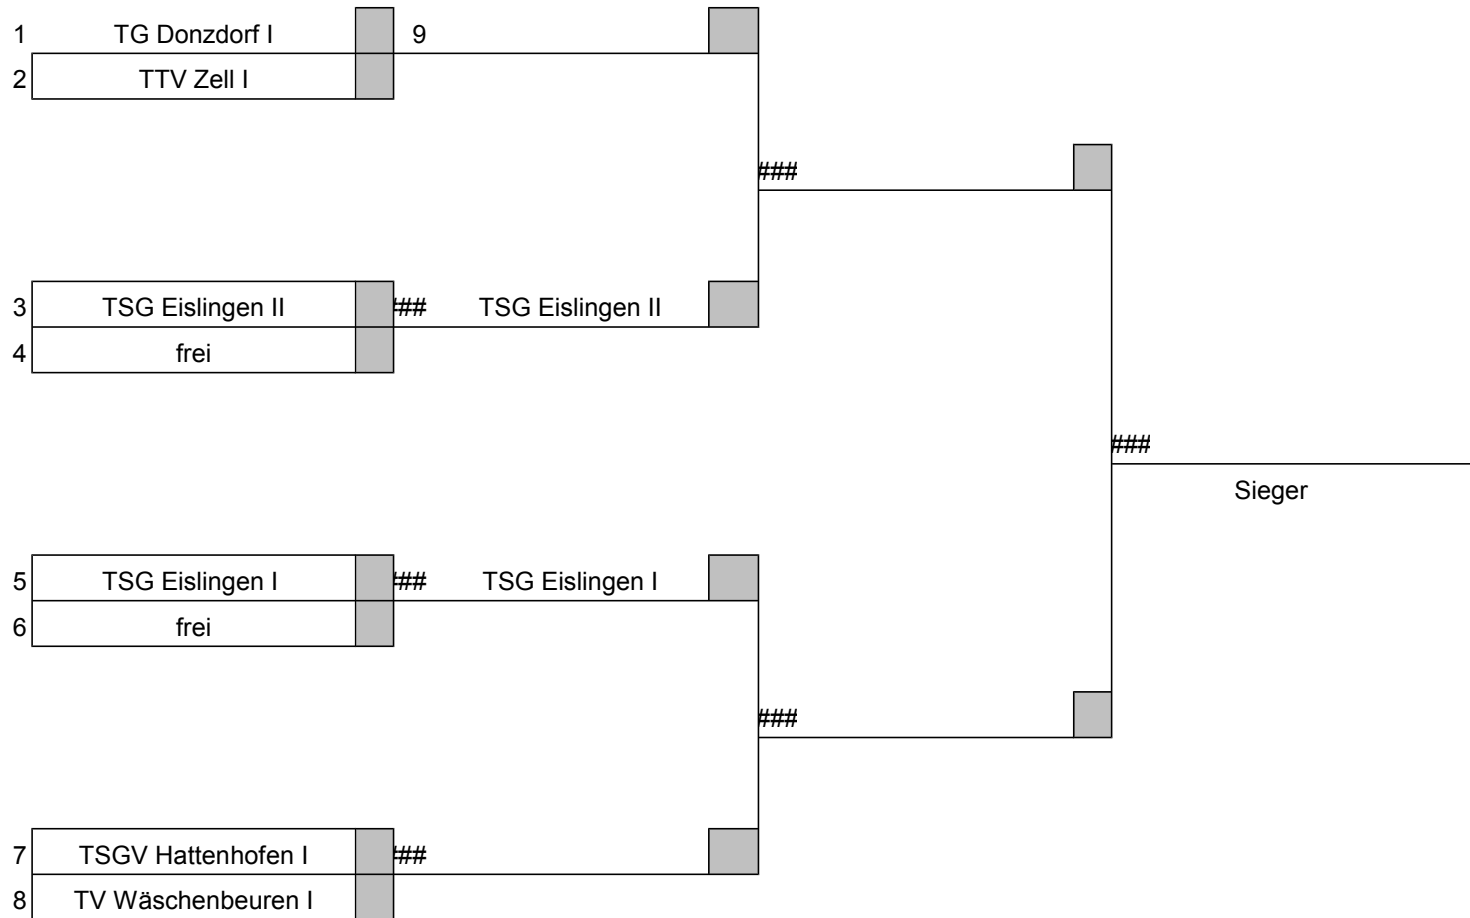 1 TG Donzdorf I 9
2 TTV Zell I
###
3 TSG Eislingen II ### TSG Eislingen II
4 frei
###
Sieger
5 TSG Eislingen I ### TSG Eislingen I
6 frei
###
7 TSGV Hattenhofen I ###
8 TV Wäschenbeuren I